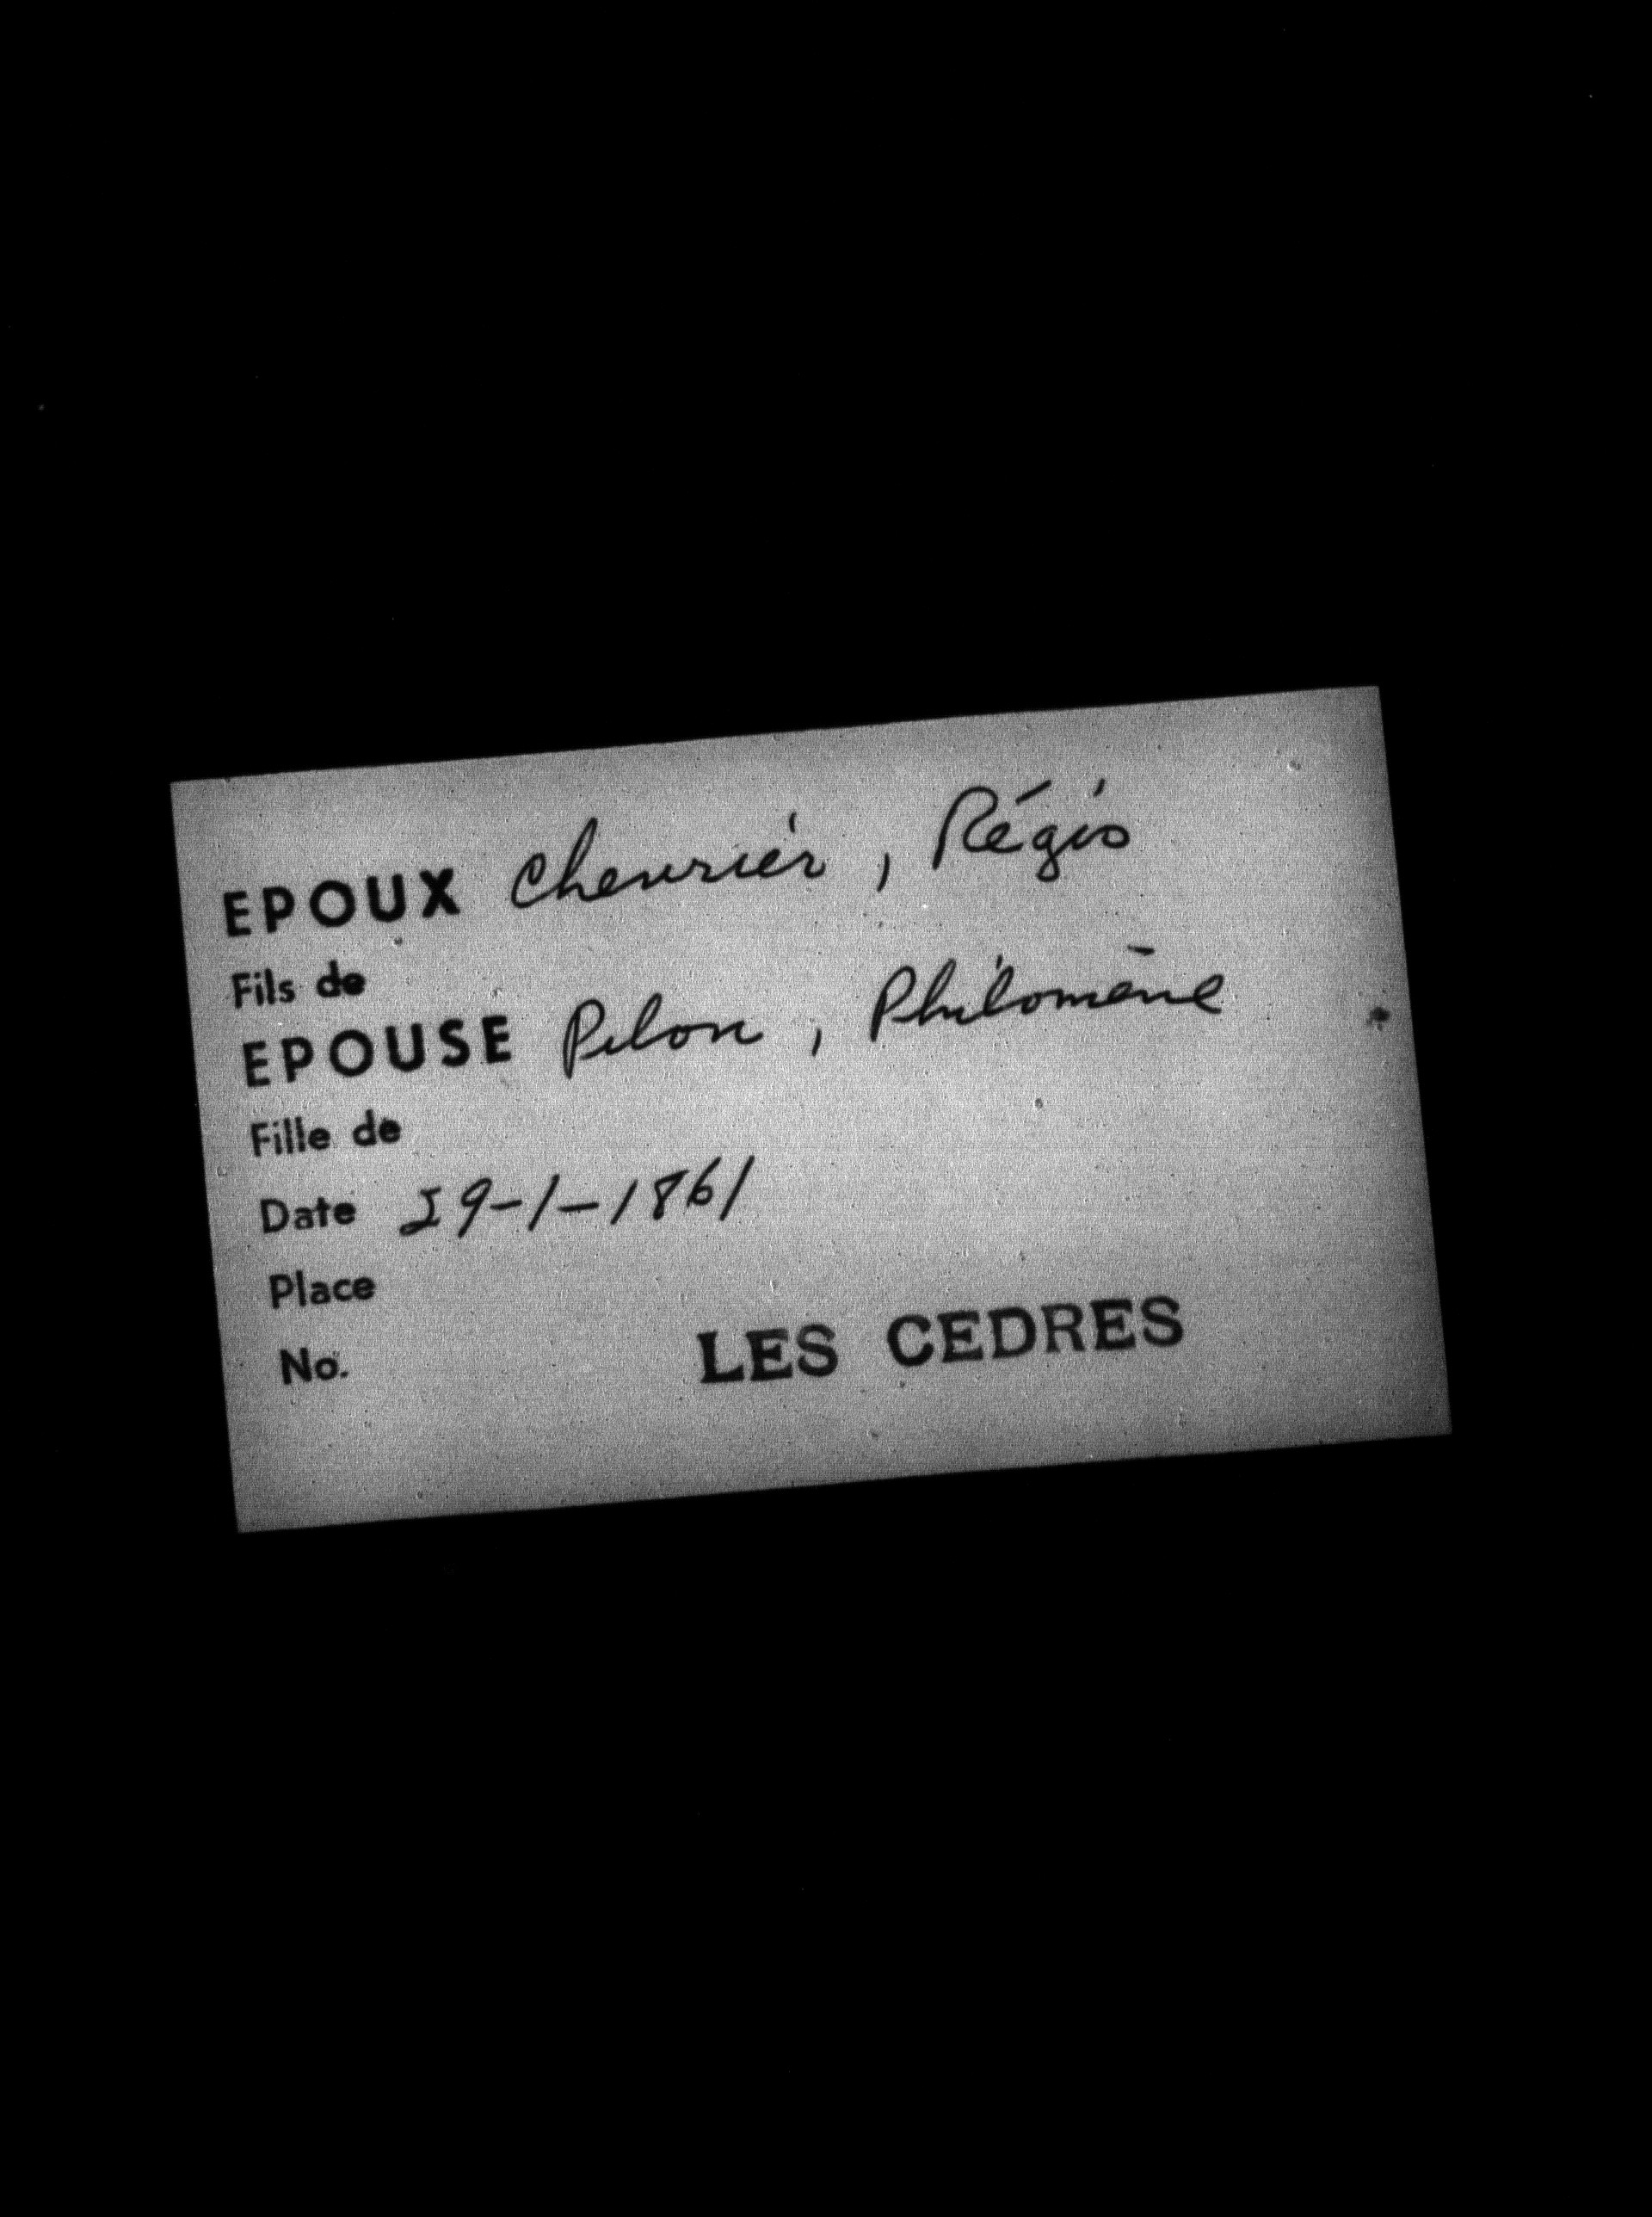 EPOUX Chevrier, Régis
Fils de
EPOUSE Pilon, Philomène
Fille de
Date 29-1-1861
Place
LES CEDRES
No.